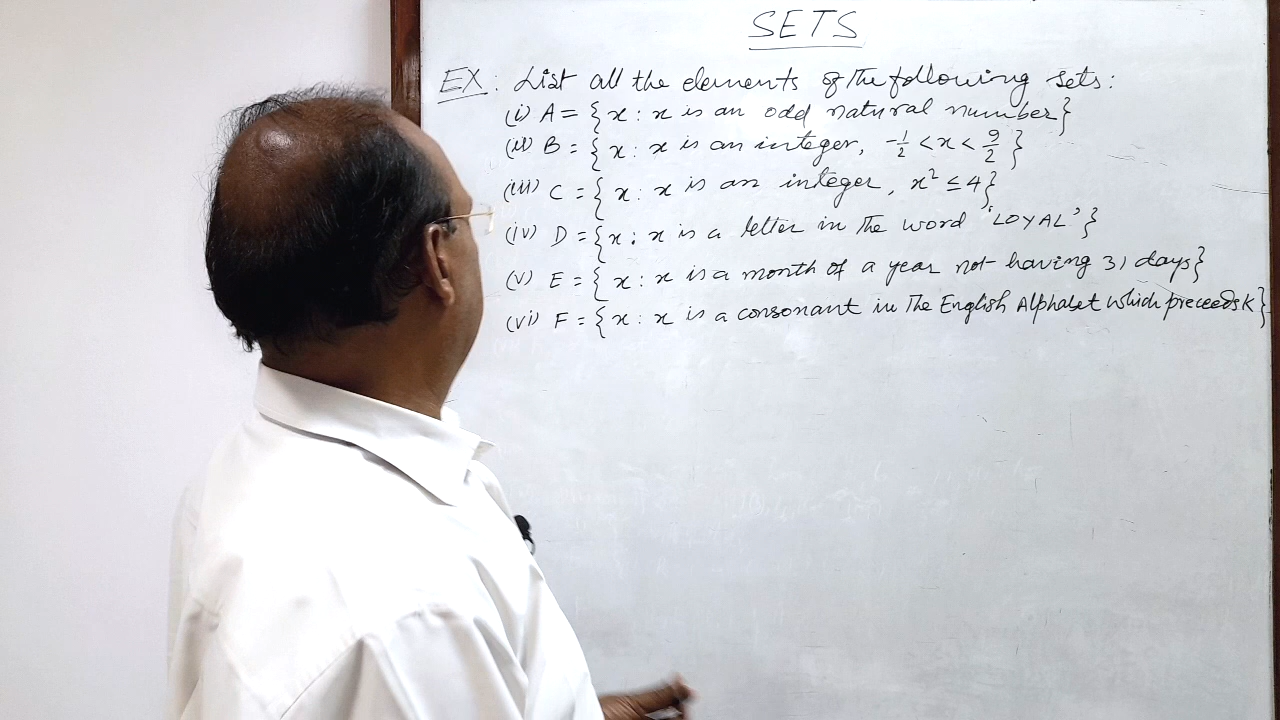 SETS
EX: List all the elements of the following sets:
(i) A = {x : x is an odd natural number}
(ii) B = {x : x is an integer, -1/2 < x < 9/2}
(iii) C = {x : x is an integer, x² ≤ 4}
(iv) D = {x : x is a letter in the word 'LOYAL'}
(v) E = {x : x is a month of a year not having 31 days}
(vi) F = {x : x is a consonant in the English Alphabet which preceeds K}